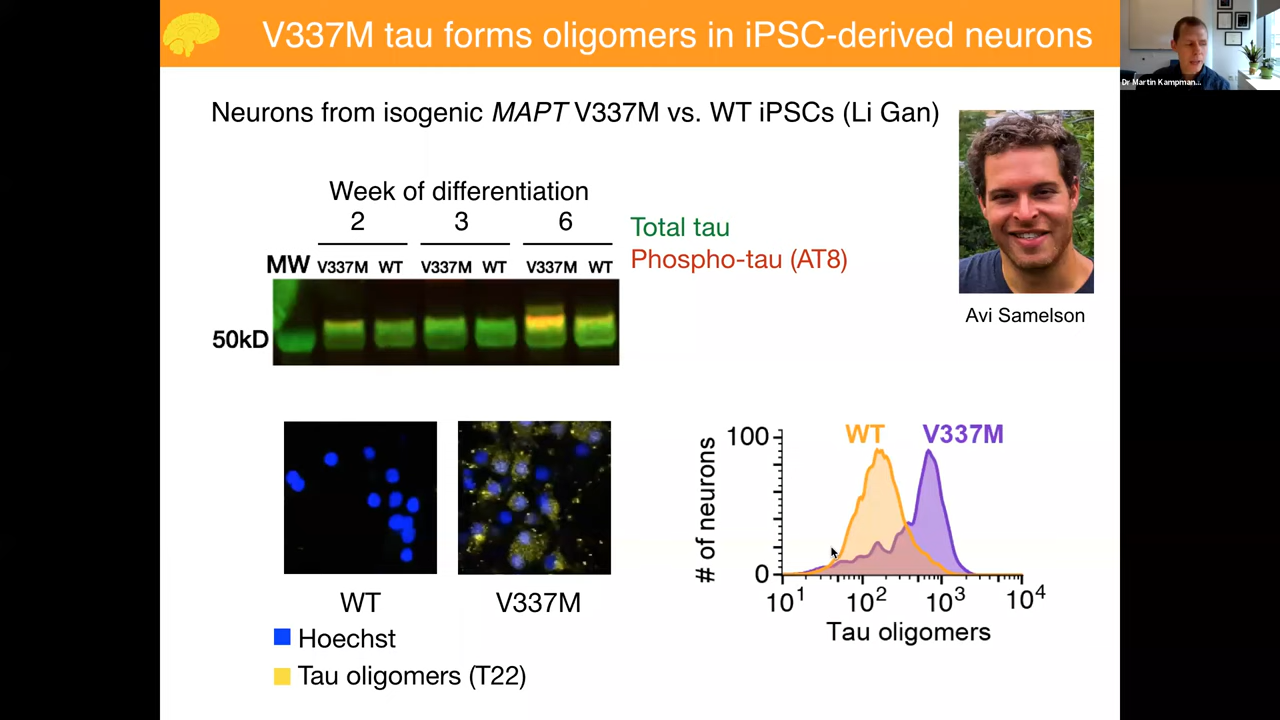 V337M tau forms oligomers in iPSC-derived neurons
Dr Martin Kampman...
Neurons from isogenic MAPT V337M vs. WT iPSCs (Li Gan)
Week of differentiation
2 3 6
MW V337M WT V337M WT V337M WT
50kD
Total tau
Phospho-tau (AT8)
Avi Samelson
WT
V337M
Hoechst
Tau oligomers (T22)
WT V337M
# of neurons
100
0
10¹ 10² 10³ 10⁴
Tau oligomers